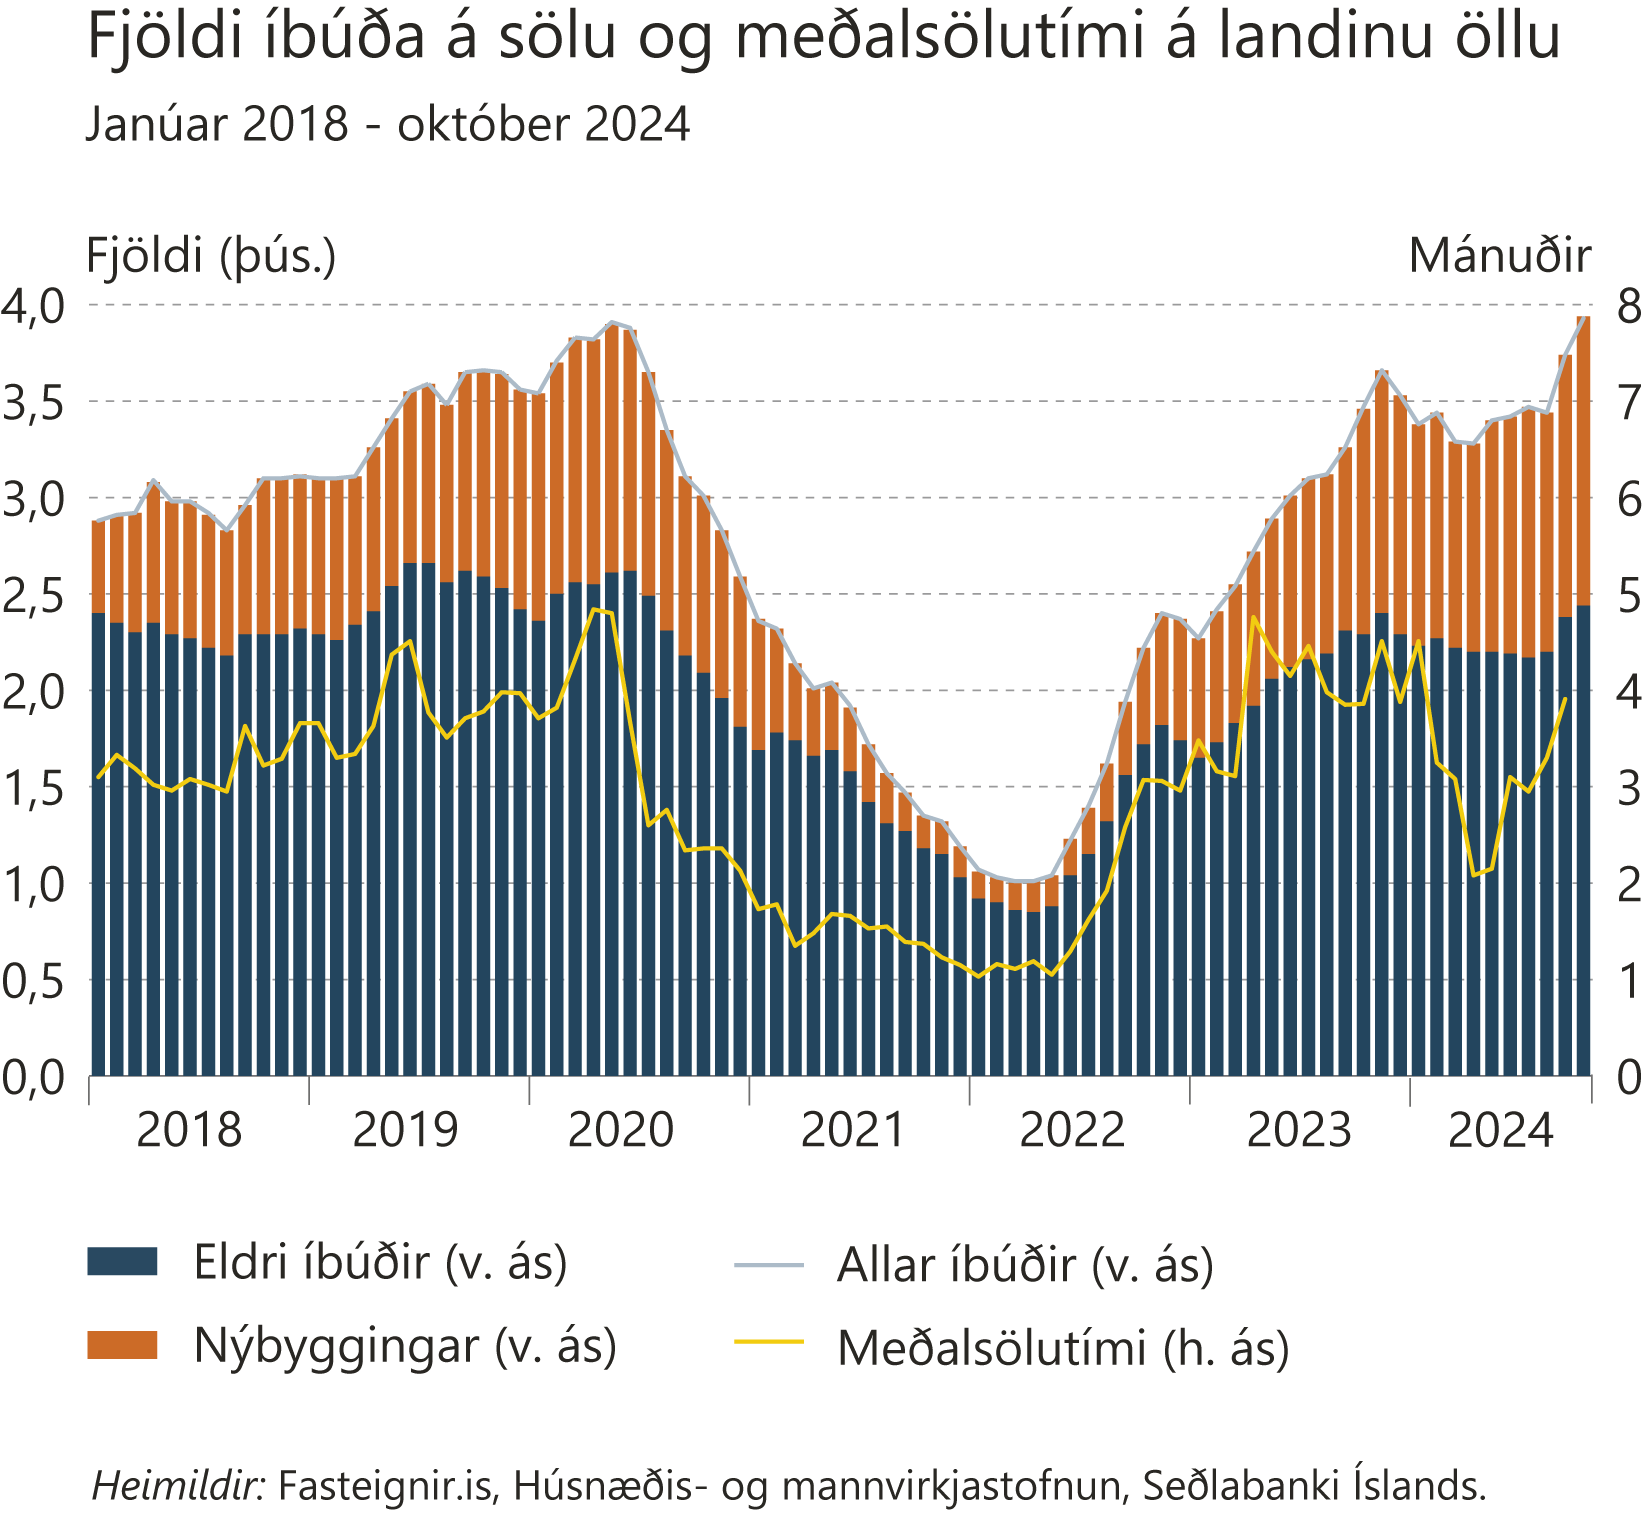 Fjöldi íbúða á sölu og meðalsölutími á landinu öllu
Janúar 2018 - október 2024
Fjöldi (þús.)
Mánuðir
4,0
3,5
3,0
2,5
2,0
1,5
1,0
0,5
0,0
8
7
6
5
4
3
2
1
0
2018
2019
2020
2021
2022
2023
2024
Eldri íbúðir (v. ás)
Allar íbúðir (v. ás)
Nýbyggingar (v. ás)
Meðalsölutími (h. ás)
Heimildir: Fasteignir.is, Húsnæðis- og mannvirkjastofnun, Seðlabanki Íslands.